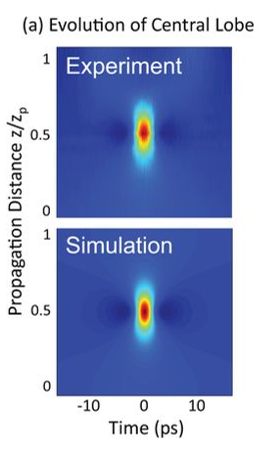 (a) Evolution of Central Lobe
Propagation Distance z/zp
1
Experiment
0.5
0
1
Simulation
0.5
0
-10 0 10
Time (ps)